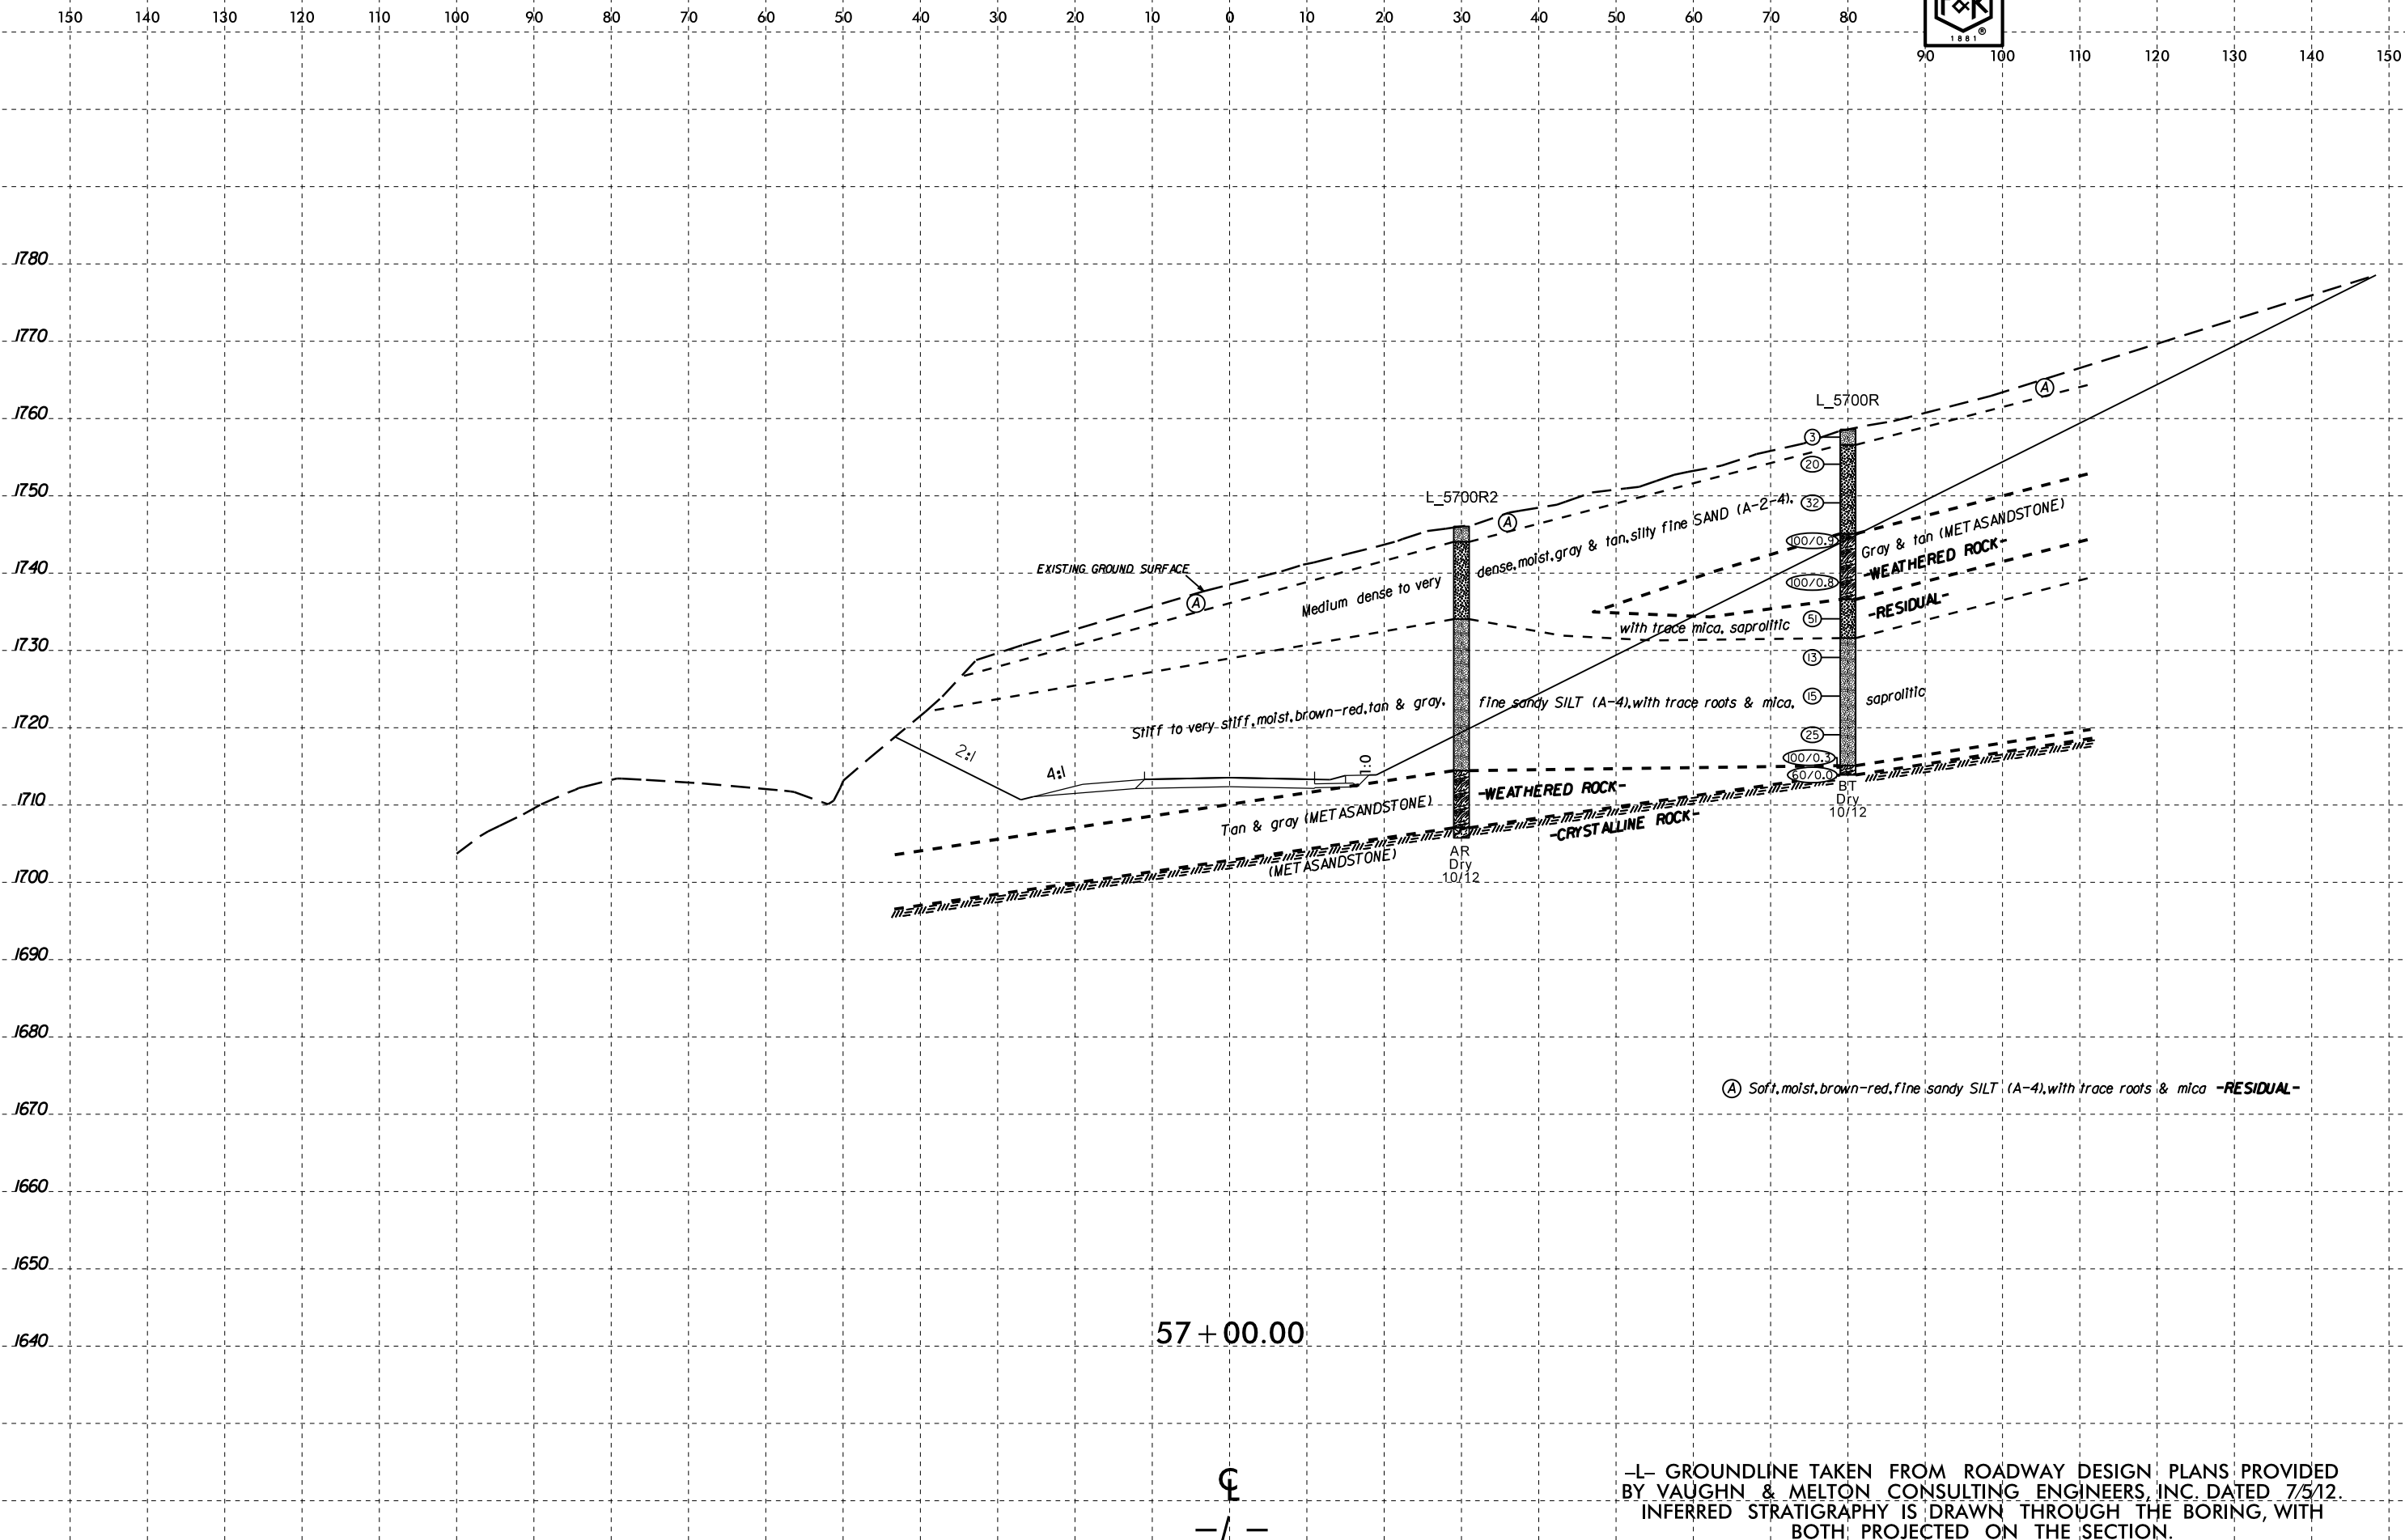 150 140 130 120 110 100 90 80 70 60 50 40 30 20 10 0 10 20 30 40 50 60 70 80
1881 ®
90 100 110 120 130 140 150
1780
1770
1760
1750
1740
1730
1720
1710
1700
1690
1680
1670
1660
1650
1640
L_5700R
A
3
20
32
100/0.9
100/0.8
51
13
15
25
100/0.3
60/0.0
BT
Dry
10/12
L_5700R2
A
AR
Dry
10/12
EXISTING GROUND SURFACE
A
Medium dense to very dense, moist, gray & tan, silty fine SAND (A-2-4),
with trace mica, saprolitic
Gray & tan (METASANDSTONE)
-WEATHERED ROCK-
-RESIDUAL-
Stiff to very stiff, moist, brown-red, tan & gray, fine sandy SILT (A-4), with trace roots & mica, saprolitic
2:1
4:1
1:0
-WEATHERED ROCK-
Tan & gray (METASANDSTONE)
-CRYSTALLINE ROCK-
(METASANDSTONE)
A Soft, moist, brown-red, fine sandy SILT (A-4), with trace roots & mica -RESIDUAL-
57+00.00
℄
–L– GROUNDLINE TAKEN FROM ROADWAY DESIGN PLANS PROVIDED
BY VAUGHN & MELTON CONSULTING ENGINEERS, INC. DATED 7/5/12.
INFERRED STRATIGRAPHY IS DRAWN THROUGH THE BORING, WITH
BOTH PROJECTED ON THE SECTION.